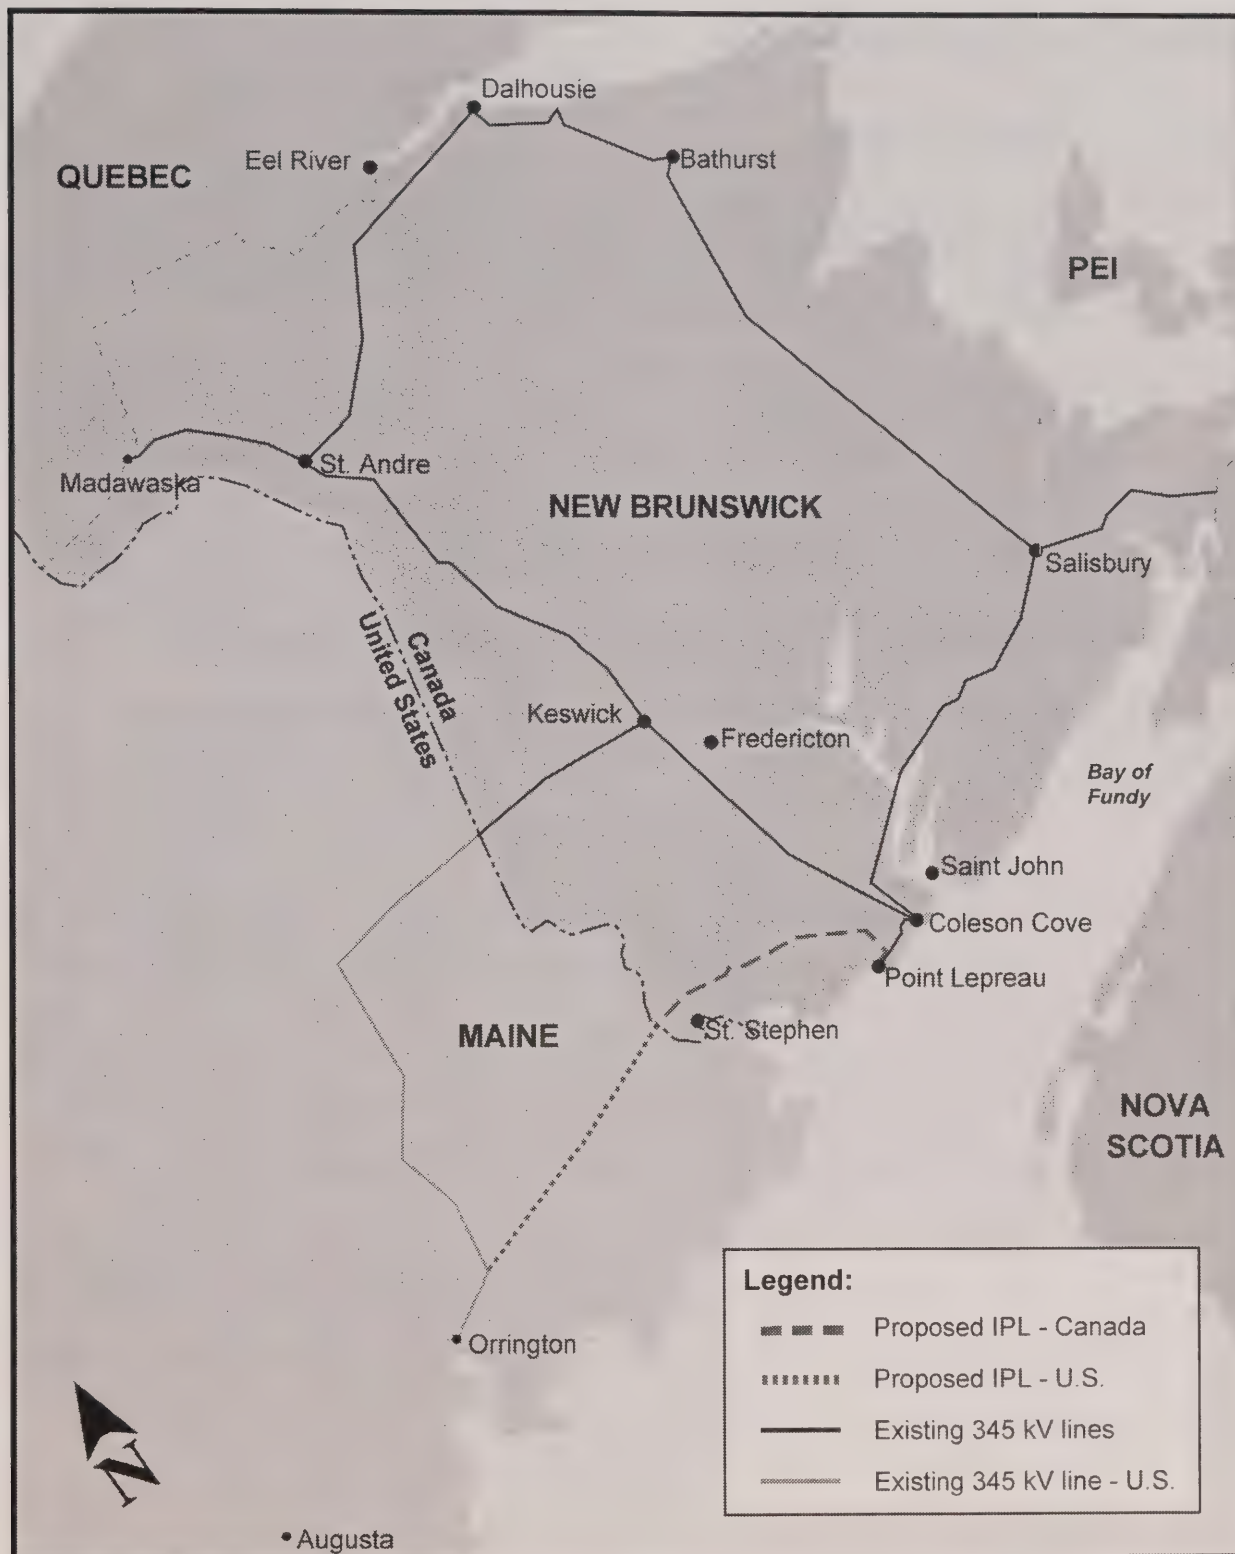 Dalhousie
Eel River
Bathurst
QUEBEC
PEI
St. Andre
Madawaska
NEW BRUNSWICK
Salisbury
Canada
United States
Keswick
Fredericton
Bay of
Fundy
Saint John
Coleson Cove
Point Lepreau
St. Stephen
MAINE
NOVA
SCOTIA
Legend:
Proposed IPL - Canada
Proposed IPL - U.S.
Existing 345 kV lines
Existing 345 kV line - U.S.
Orrington
N
Augusta